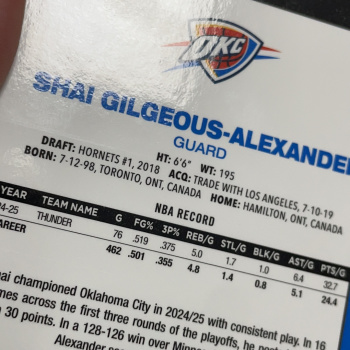 OKC
SHAI GILGEOUS-ALEXANDER
GUARD
HT: 6'6" WT: 195
DRAFT: HORNETS #1, 2018 ACQ: TRADE WITH LOS ANGELES, 7-10-19
BORN: 7-12-98, TORONTO, ONT, CANADA HOME: HAMILTON, ONT, CANADA
NBA RECORD
YEAR TEAM NAME G FG% 3P% REB/G STL/G BLK/G AST/G PTS/G
24-25 THUNDER 76 .519 .375 5.0 1.7 1.0 6.4 32.7
CAREER 462 .501 .355 4.8 1.4 0.8 5.1 24.4
championed Oklahoma City in 2024/25 with consistent play. In 16
across the first three rounds of the playoffs, he
30 points. In a 128-126 win over
Alexander